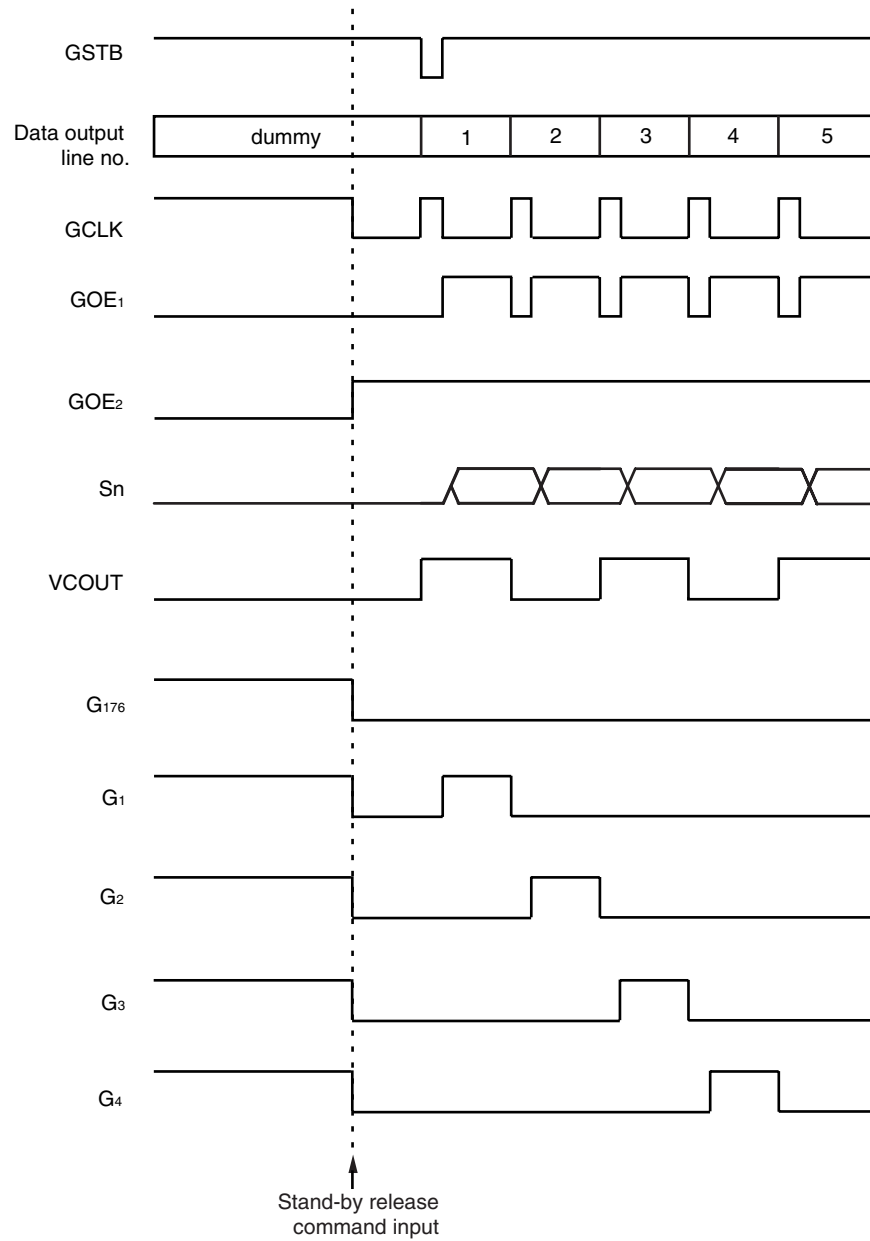 GSTB
Data output
line no.
dummy 1 2 3 4 5
GCLK
GOE1
GOE2
Sn
VCOUT
G176
G1
G2
G3
G4
Stand-by release
command input